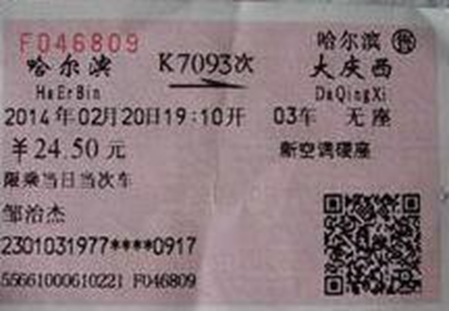 F046809 哈尔滨 售
哈尔滨 K7093次 大庆西
HaErBin DaQingXi
2014年02月20日19:10开 03车 无座
￥24.50元 新空调硬座
限乘当日当次车
邹治杰
2301031977****0917
55661000610221 F046809